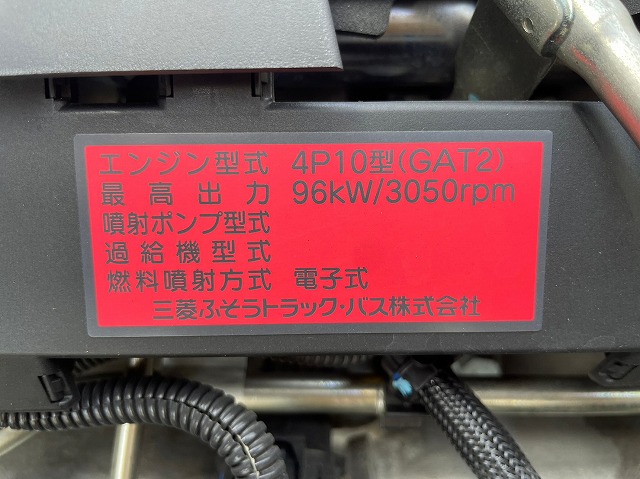 エンジン型式 4P10型(GAT2)
最高出力 96kW/3050rpm
噴射ポンプ型式
過給機型式
燃料噴射方式 電子式
三菱ふそうトラック・バス株式会社